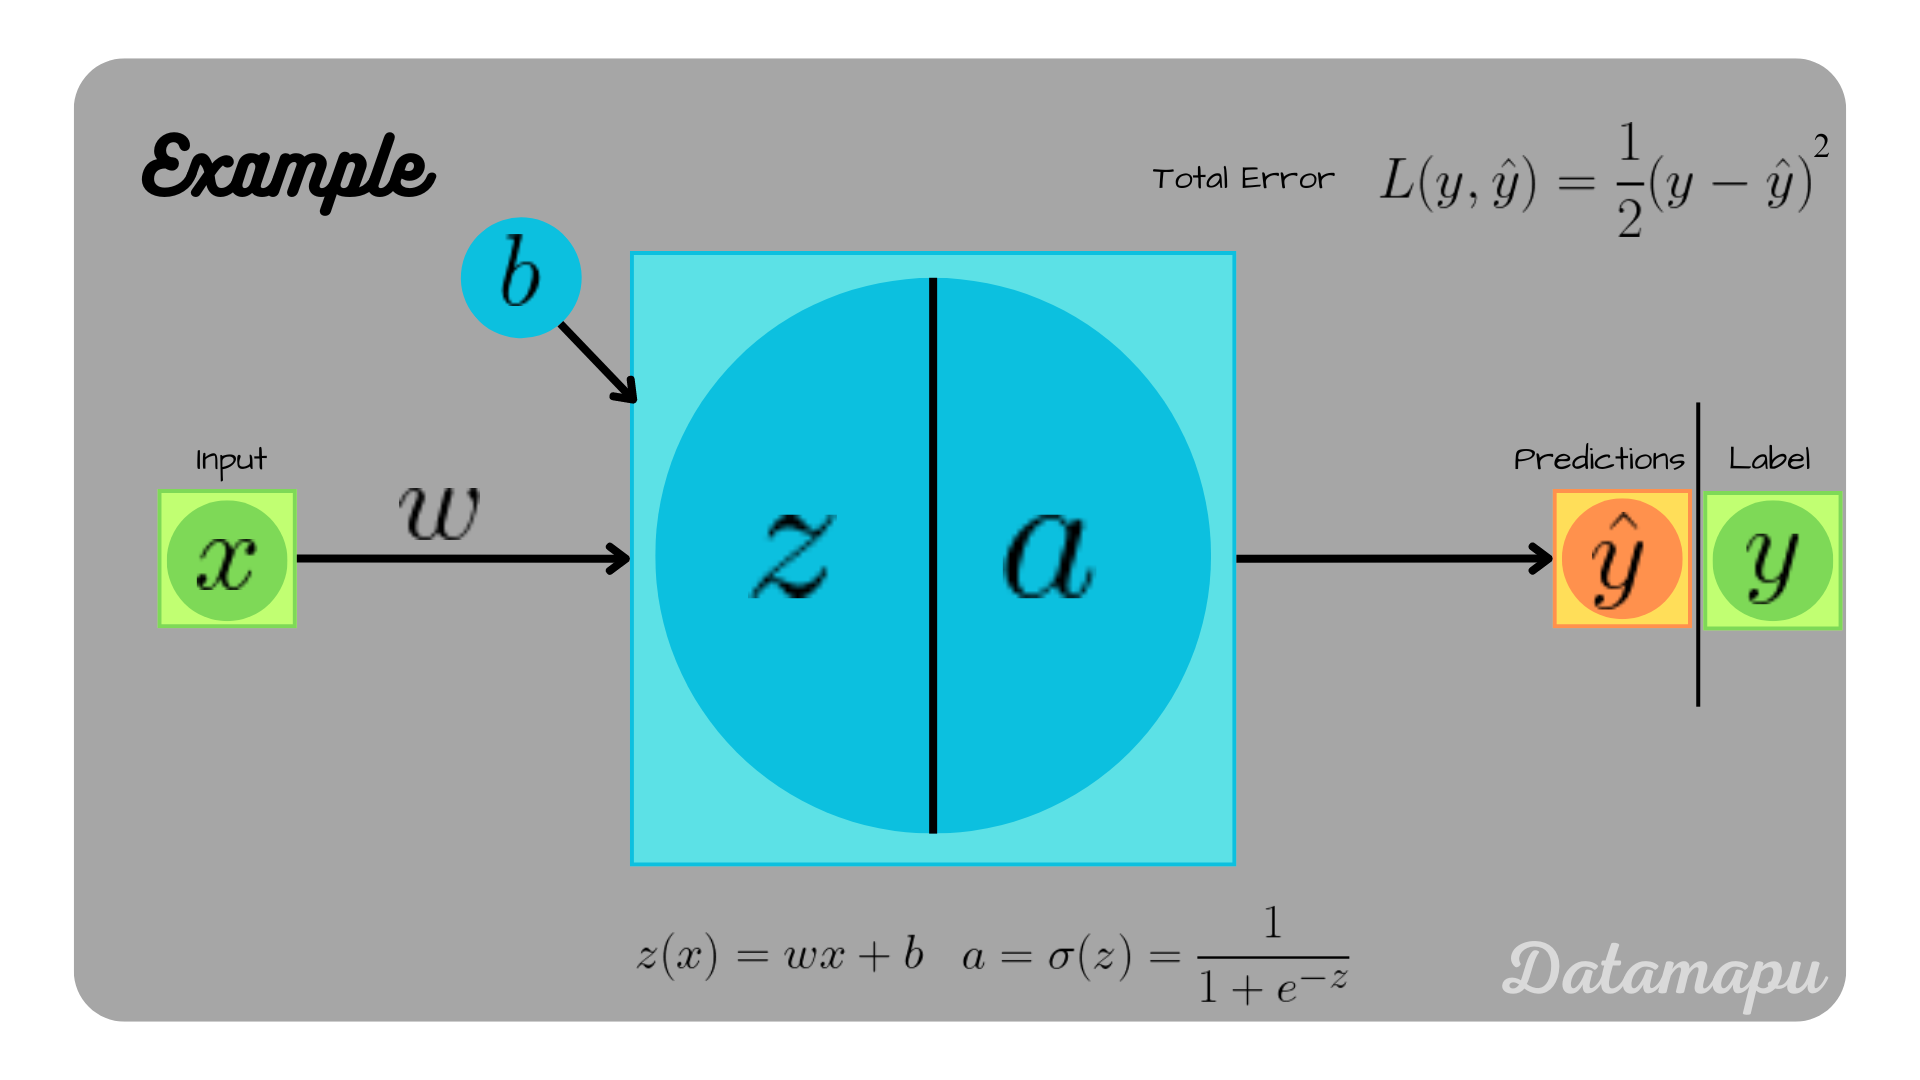 Example
Total Error L(y, ŷ) = 1/2 (y − ŷ)²
b
Input
w
Predictions
Label
x
z
a
ŷ
y
z(x) = wx + b a = σ(z) = 1/(1 + e^{−z})
Datamapu